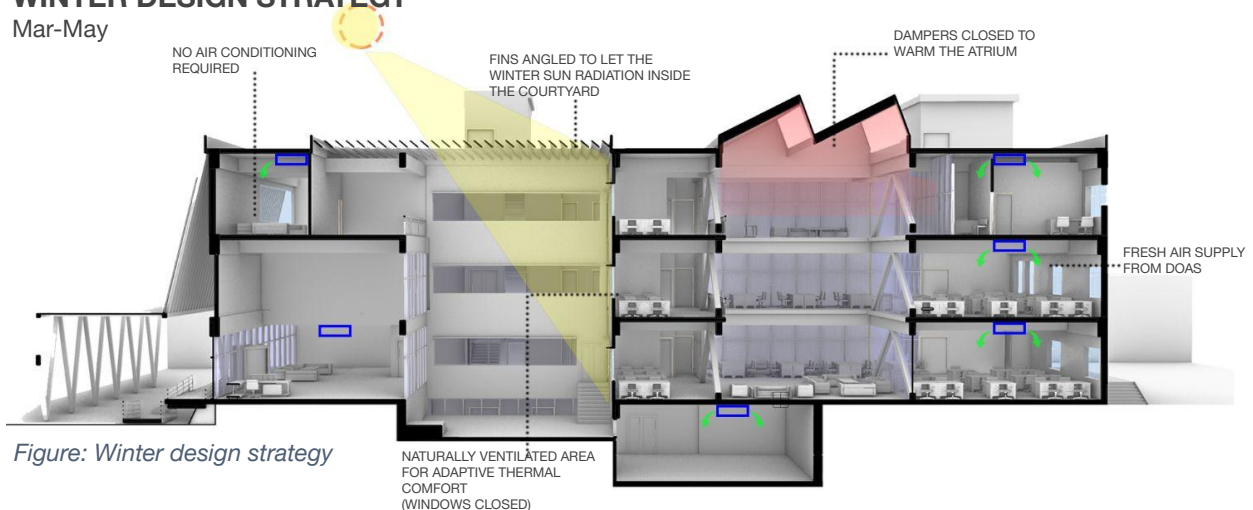 WINTER DESIGN STRATEGY
Mar-May
NO AIR CONDITIONING
REQUIRED
FINS ANGLED TO LET THE
WINTER SUN RADIATION INSIDE
THE COURTYARD
DAMPERS CLOSED TO
WARM THE ATRIUM
FRESH AIR SUPPLY
FROM DOAS
NATURALLY VENTILATED AREA
FOR ADAPTIVE THERMAL
COMFORT
(WINDOWS CLOSED)
Figure: Winter design strategy